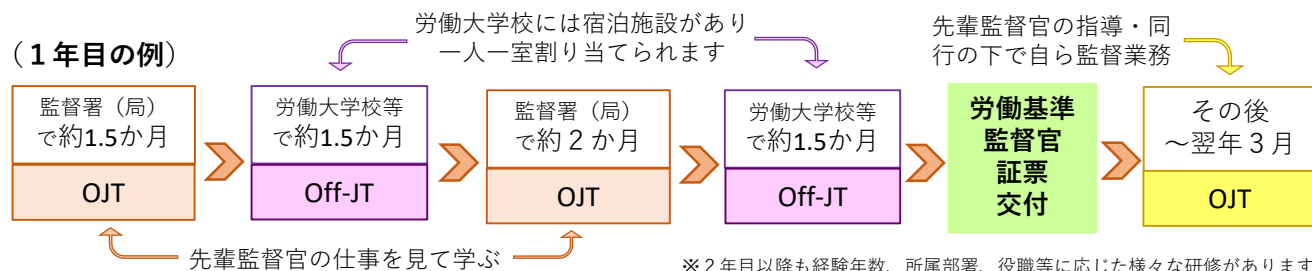 (１年目の例)
労働大学校には宿泊施設があり
一人一室割り当てられます
先輩監督官の指導・同
行の下で自ら監督業務
監督署（局）
で約1.5か月
OJT
労働大学校等
で約1.5か月
Off-JT
監督署（局）
で約２か月
OJT
労働大学校等
で約1.5か月
Off-JT
労働基準
監督官
証票
交付
その後
～翌年３月
OJT
先輩監督官の仕事を見て学ぶ
※２年目以降も経験年数、所属部署、役職等に応じた様々な研修があります